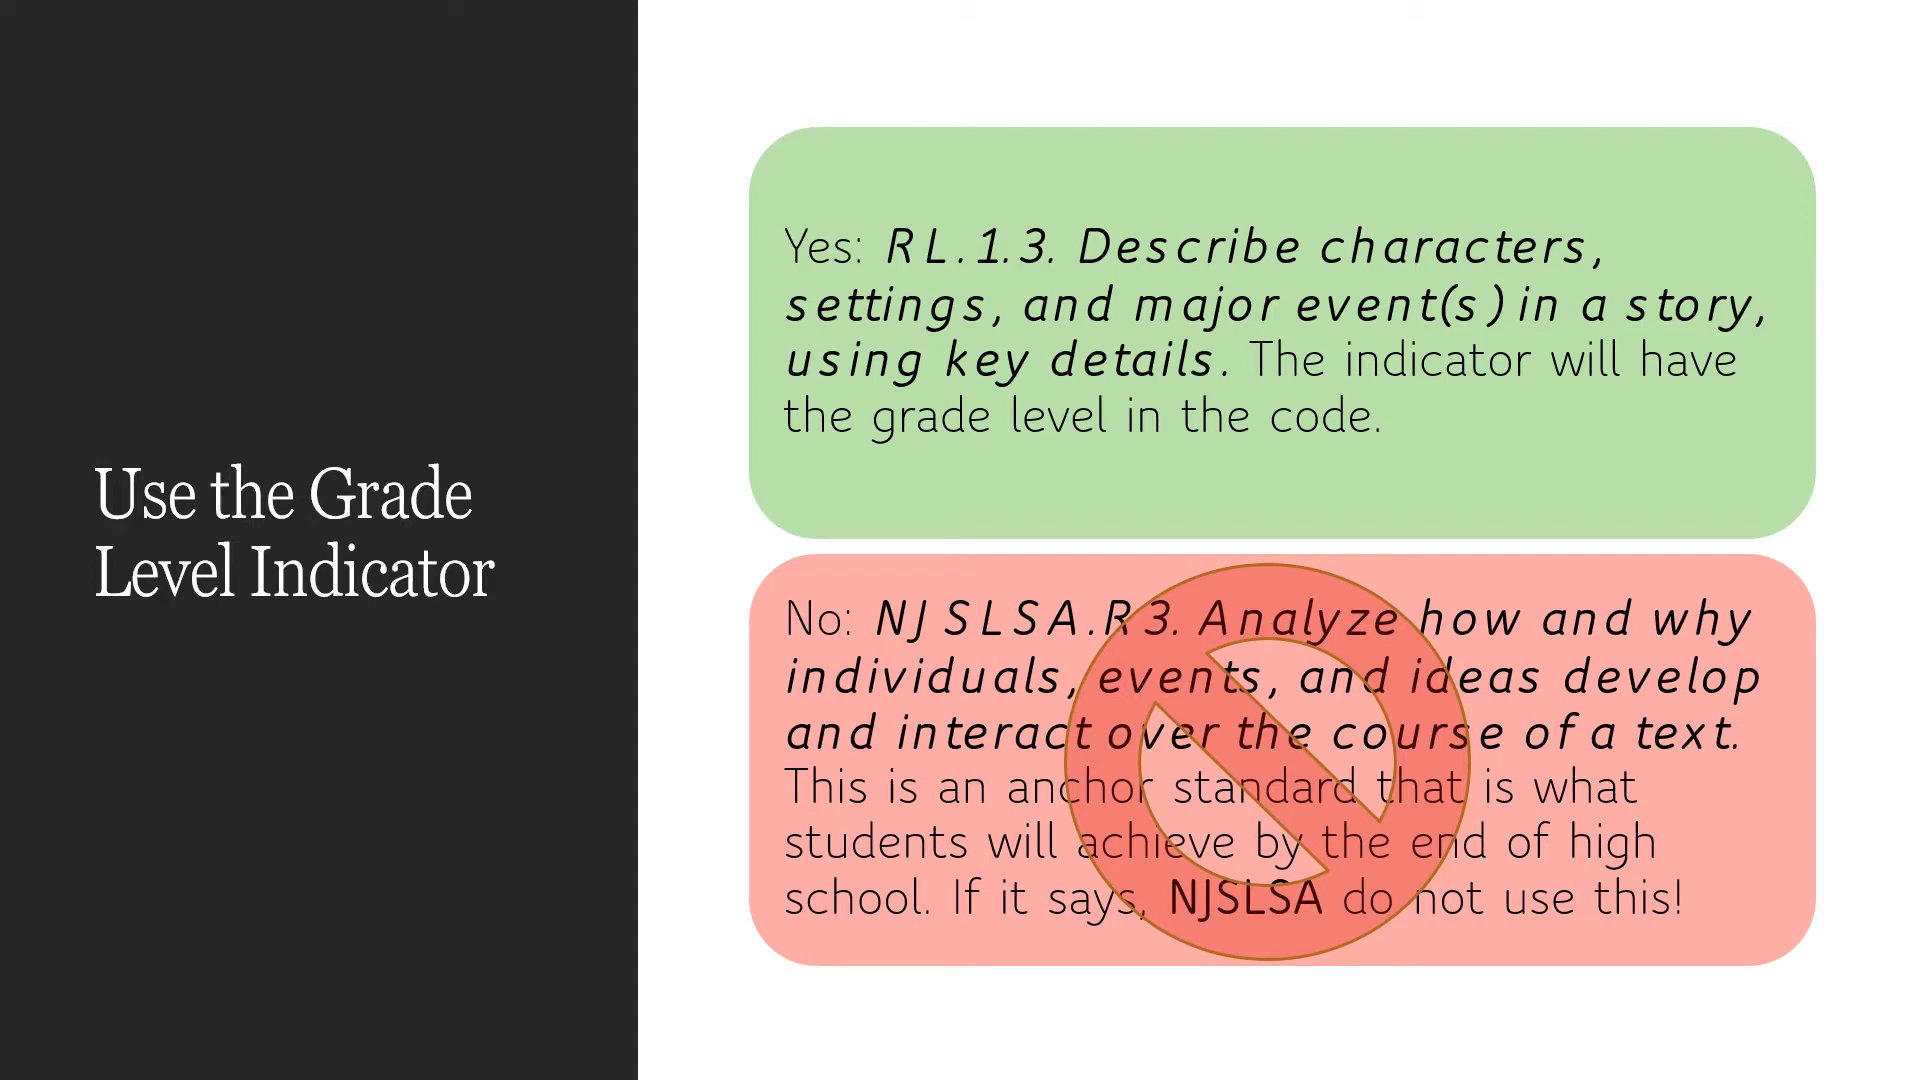 Use the Grade
Level Indicator
Yes: RL.1.3. Describe characters,
settings, and major event(s) in a story,
using key details. The indicator will have
the grade level in the code.
No: NJSLSA.R3. Analyze how and why
individuals, events, and ideas develop
and interact over the course of a text.
This is an anchor standard that is what
students will achieve by the end of high
school. If it says, NJSLSA do not use this!